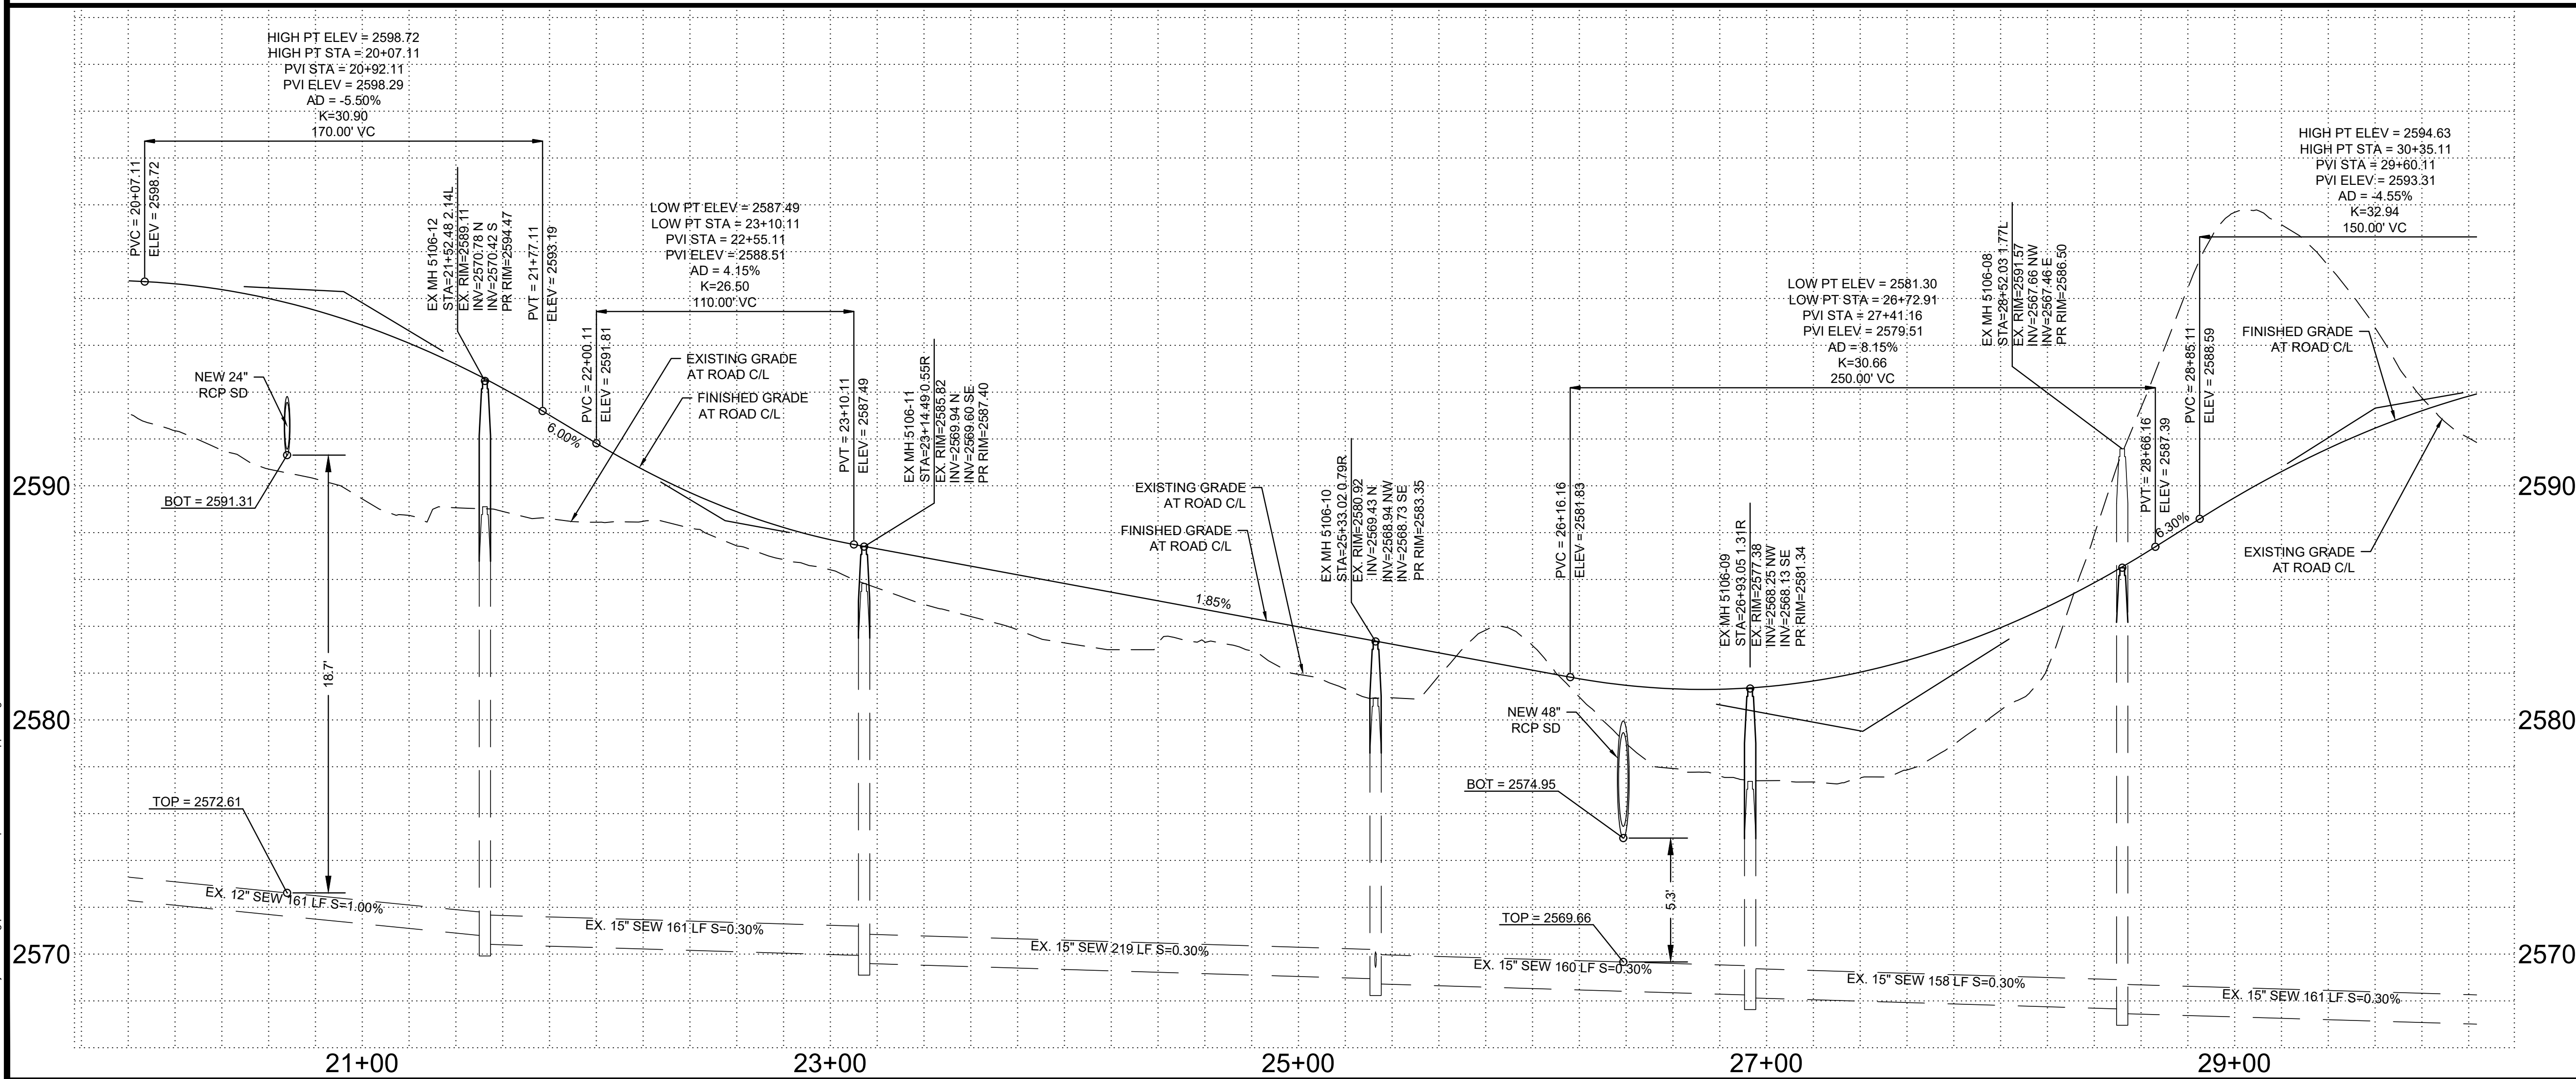 HIGH PT ELEV = 2598.72
HIGH PT STA = 20+07.11
PVI STA = 20+92.11
PVI ELEV = 2598.29
AD = -5.50%
K=30.90
170.00' VC
PVC = 20+07.11
ELEV = 2598.72
EX MH 5106-12
STA=21+52.48 2.14L
EX. RIM=2589.11
INV=2570.78 N
INV=2570.42 S
PR RIM=2594.47
PVT = 21+77.11
ELEV = 2593.19
LOW PT ELEV = 2587.49
LOW PT STA = 23+10.11
PVI STA = 22+55.11
PVI ELEV = 2588.51
AD = 4.15%
K=26.50
110.00' VC
PVC = 22+00.11
ELEV = 2591.81
EXISTING GRADE
AT ROAD C/L
FINISHED GRADE
AT ROAD C/L
6.00%
NEW 24"
RCP SD
BOT = 2591.31
18.7'
TOP = 2572.61
PVT = 23+10.11
ELEV = 2587.49
EX MH 5106-11
STA=23+14.49 0.55R
EX. RIM=2585.82
INV=2569.94 N
INV=2569.60 SE
PR RIM=2587.40
EXISTING GRADE
AT ROAD C/L
FINISHED GRADE
AT ROAD C/L
1.85%
EX MH 5106-10
STA=25+33.02 0.79R
EX. RIM=2580.92
INV=2569.43 N
INV=2568.94 NW
INV=2568.73 SE
PR RIM=2583.35
LOW PT ELEV = 2581.30
LOW PT STA = 26+72.91
PVI STA = 27+41.16
PVI ELEV = 2579.51
AD = 8.15%
K=30.66
250.00' VC
PVC = 26+16.16
ELEV = 2581.83
NEW 48"
RCP SD
BOT = 2574.95
5.3'
TOP = 2569.66
EX MH 5106-09
STA=26+93.05 1.31R
EX. RIM=2577.38
INV=2568.25 NW
INV=2568.13 SE
PR RIM=2581.34
EX MH 5106-08
STA=28+52.03 1.77L
EX. RIM=2591.57
INV=2567.66 NW
INV=2567.46 E
PR RIM=2586.50
PVT = 28+66.16
ELEV = 2587.39
PVC = 28+85.11
ELEV = 2588.59
6.30%
HIGH PT ELEV = 2594.63
HIGH PT STA = 30+35.11
PVI STA = 29+60.11
PVI ELEV = 2593.31
AD = -4.55%
K=32.94
150.00' VC
FINISHED GRADE
AT ROAD C/L
EXISTING GRADE
AT ROAD C/L
2590
2590
2580
2580
2570
2570
EX. 12" SEW 161 LF S=1.00%
EX. 15" SEW 161 LF S=0.30%
EX. 15" SEW 219 LF S=0.30%
EX. 15" SEW 160 LF S=0.30%
EX. 15" SEW 158 LF S=0.30%
EX. 15" SEW 161 LF S=0.30%
21+00
23+00
25+00
27+00
29+00